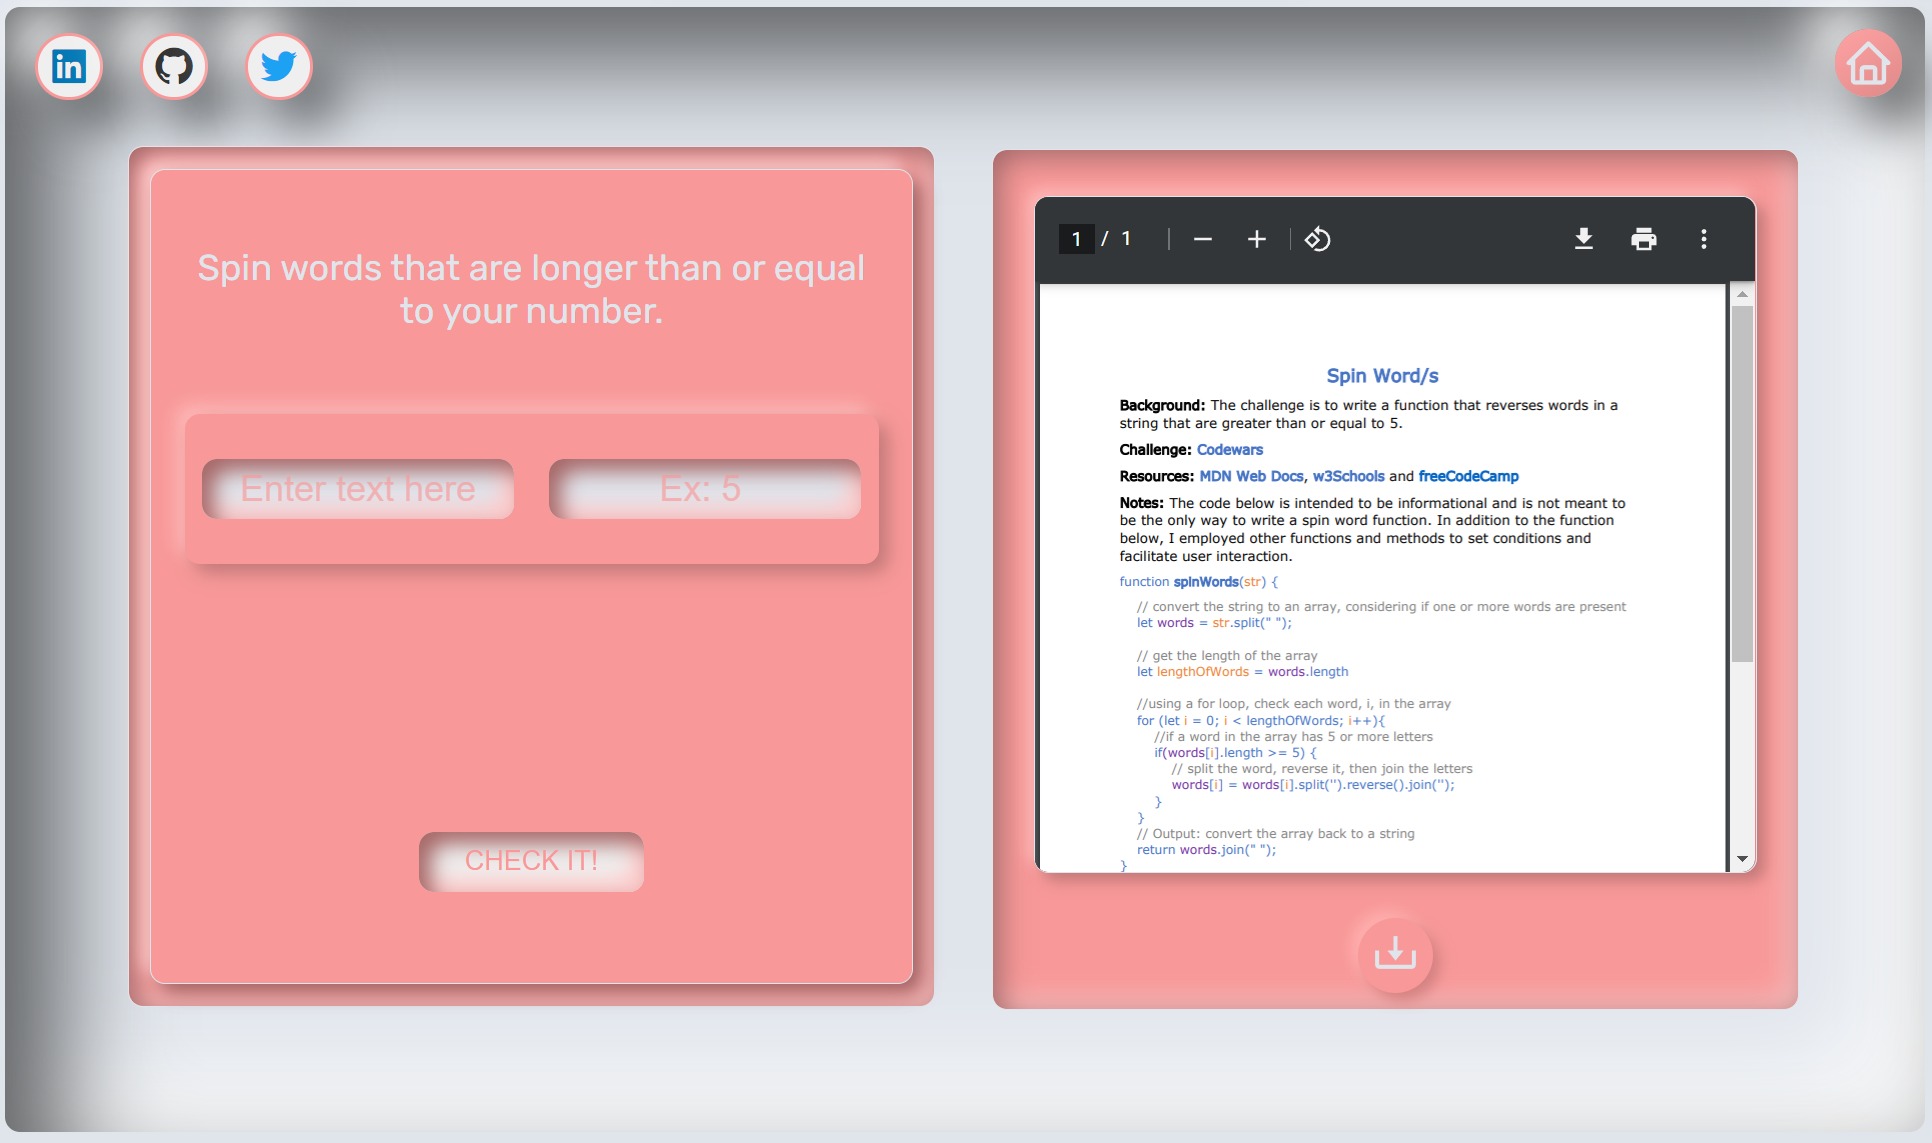 in
Spin words that are longer than or equal
to your number.
Enter text here
Ex: 5
CHECK IT!
1 / 1
Spin Word/s
Background: The challenge is to write a function that reverses words in a
string that are greater than or equal to 5.
Challenge: Codewars
Resources: MDN Web Docs, w3Schools and freeCodeCamp
Notes: The code below is intended to be informational and is not meant to
be the only way to write a spin word function. In addition to the function
below, I employed other functions and methods to set conditions and
facilitate user interaction.
function spinWords(str) {
// convert the string to an array, considering if one or more words are present
let words = str.split(" ");
// get the length of the array
let lengthOfWords = words.length
//using a for loop, check each word, i, in the array
for (let i = 0; i < lengthOfWords; i++){
//if a word in the array has 5 or more letters
if(words[i].length >= 5) {
// split the word, reverse it, then join the letters
words[i] = words[i].split('').reverse().join('');
}
}
// Output: convert the array back to a string
return words.join(" ");
}